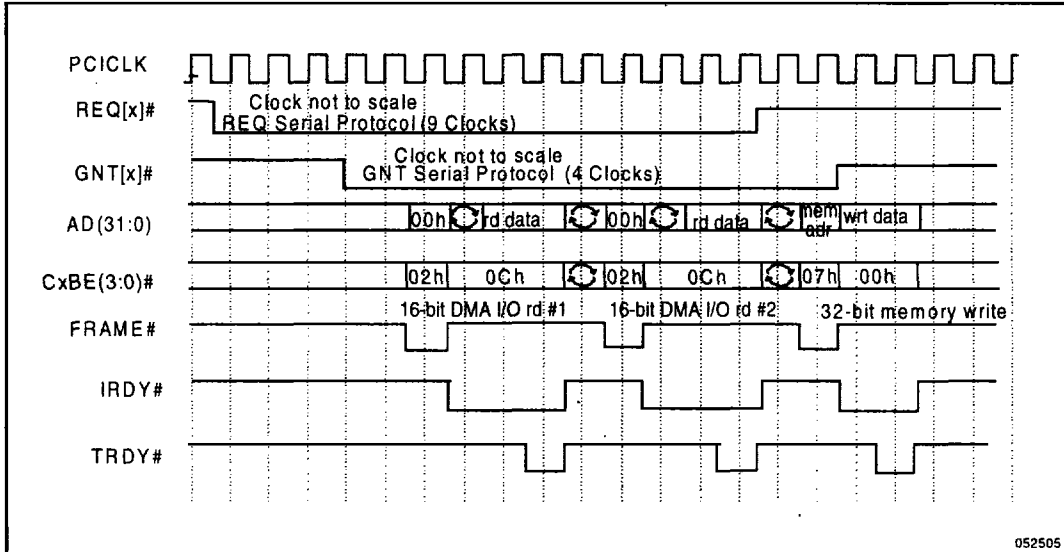 PCICLK
REQ[x]#
Clock not to scale
REQ Serial Protocol (9 Clocks)
GNT[x]#
Clock not to scale
GNT Serial Protocol (4 Clocks)
AD(31:0)
00h rd data 00h rd data mem adr wrt data
CxBE(3:0)#
02h 0Ch 02h 0Ch 07h 00h
16-bit DMA I/O rd #1 16-bit DMA I/O rd #2 32-bit memory write
FRAME#
IRDY#
TRDY#
052505